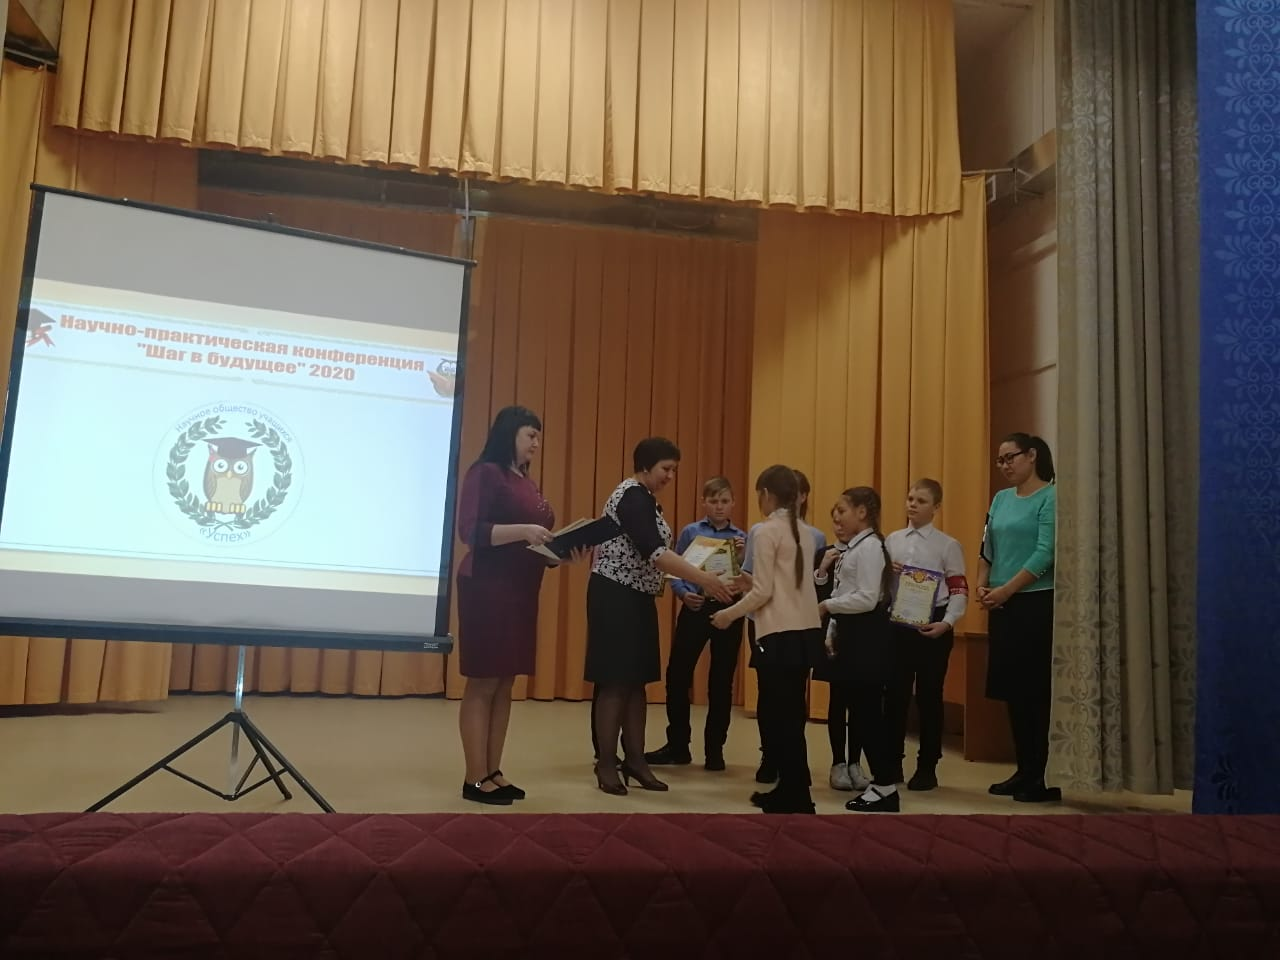 Научно-практическая конференция
"Шаг в будущее" 2020
Научное общество учащихся
«Успех»